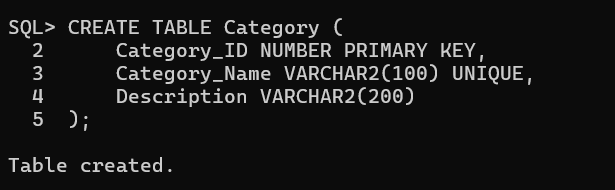 SQL> CREATE TABLE Category (
  2      Category_ID NUMBER PRIMARY KEY,
  3      Category_Name VARCHAR2(100) UNIQUE,
  4      Description VARCHAR2(200)
  5  );
Table created.